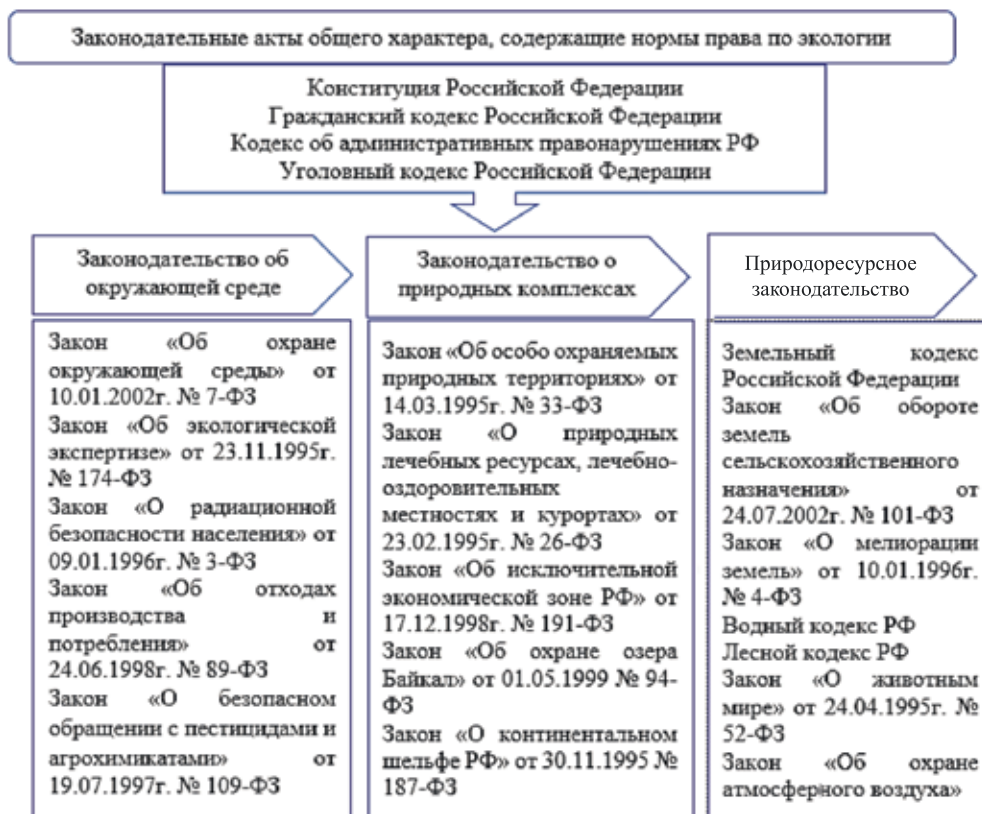 Законодательные акты общего характера, содержащие нормы права по экологии
Конституция Российской Федерации
Гражданский кодекс Российской Федерации
Кодекс об административных правонарушениях РФ
Уголовный кодекс Российской Федерации
Законодательство об
окружающей среде
Закон «Об охране
окружающей среды» от
10.01.2002г. № 7-ФЗ
Закон «Об экологической
экспертизе» от 23.11.1995г.
№ 174-ФЗ
Закон «О радиационной
безопасности населения» от
09.01.1996г. № 3-ФЗ
Закон «Об отходах
производства и
потребления» от
24.06.1998г. № 89-ФЗ
Закон «О безопасном
обращении с пестицидами и
агрохимикатами» от
19.07.1997г. № 109-ФЗ
Законодательство о
природных комплексах
Закон «Об особо охраняемых
природных территориях» от
14.03.1995г. № 33-ФЗ
Закон «О природных
лечебных ресурсах, лечебно-
оздоровительных
местностях и курортах» от
23.02.1995г. № 26-ФЗ
Закон «Об исключительной
экономической зоне РФ» от
17.12.1998г. № 191-ФЗ
Закон «Об охране озера
Байкал» от 01.05.1999 № 94-
ФЗ
Закон «О континентальном
шельфе РФ» от 30.11.1995 №
187-ФЗ
Природоресурсное
законодательство
Земельный кодекс
Российской Федерации
Закон «Об обороте
земель
сельскохозяйственного
назначения» от
24.07.2002г. № 101-ФЗ
Закон «О мелиорации
земель» от 10.01.1996г.
№ 4-ФЗ
Водный кодекс РФ
Лесной кодекс РФ
Закон «О животным
мире» от 24.04.1995г. №
52-ФЗ
Закон «Об охране
атмосферного воздуха»